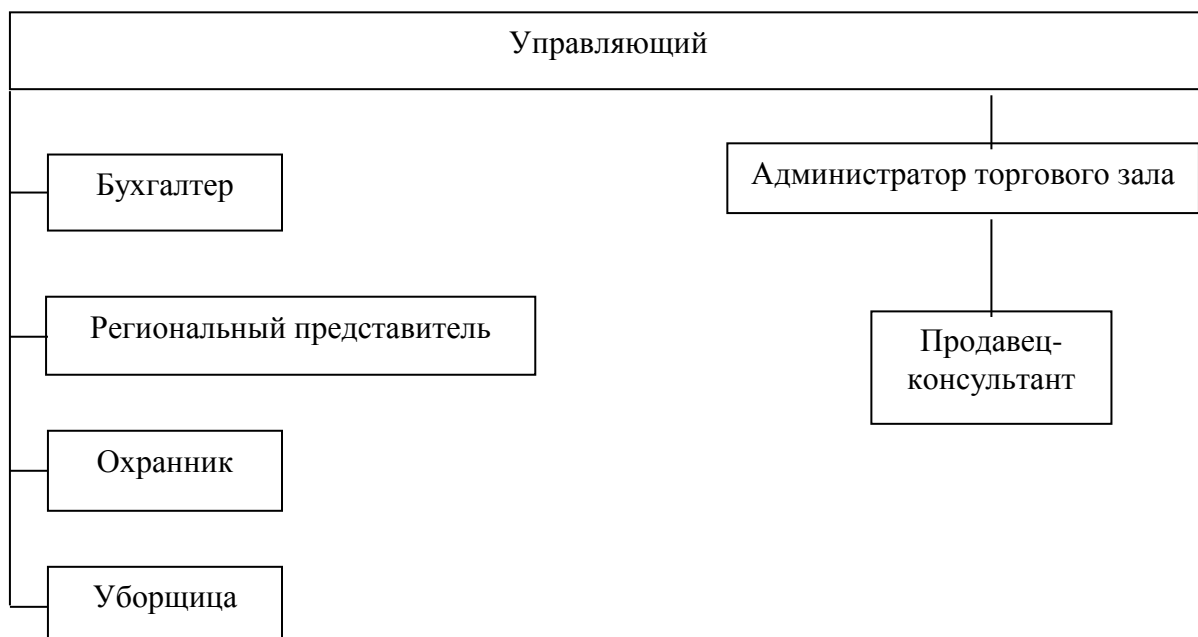 Управляющий
Бухгалтер
Администратор торгового зала
Региональный представитель
Продавец-
консультант
Охранник
Уборщица